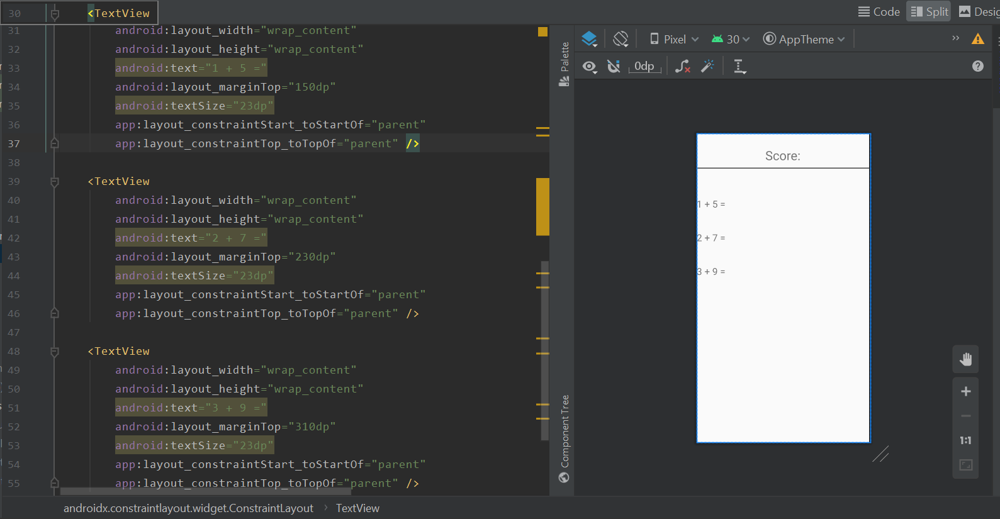 30 <TextView
31 android:layout_width="wrap_content"
32 android:layout_height="wrap_content"
33 android:text="1 + 5 ="
34 android:layout_marginTop="150dp"
35 android:textSize="23dp"
36 app:layout_constraintStart_toStartOf="parent"
37 app:layout_constraintTop_toTopOf="parent" />
38
39 <TextView
40 android:layout_width="wrap_content"
41 android:layout_height="wrap_content"
42 android:text="2 + 7 ="
43 android:layout_marginTop="230dp"
44 android:textSize="23dp"
45 app:layout_constraintStart_toStartOf="parent"
46 app:layout_constraintTop_toTopOf="parent" />
47
48 <TextView
49 android:layout_width="wrap_content"
50 android:layout_height="wrap_content"
51 android:text="3 + 9 ="
52 android:layout_marginTop="310dp"
53 android:textSize="23dp"
54 app:layout_constraintStart_toStartOf="parent"
55 app:layout_constraintTop_toTopOf="parent" />
androidx.constraintlayout.widget.ConstraintLayout › TextView
Palette
Component Tree
Code Split Desig
Pixel 30 AppTheme »
0dp
Score:
1 + 5 =
2 + 7 =
3 + 9 =
1:1